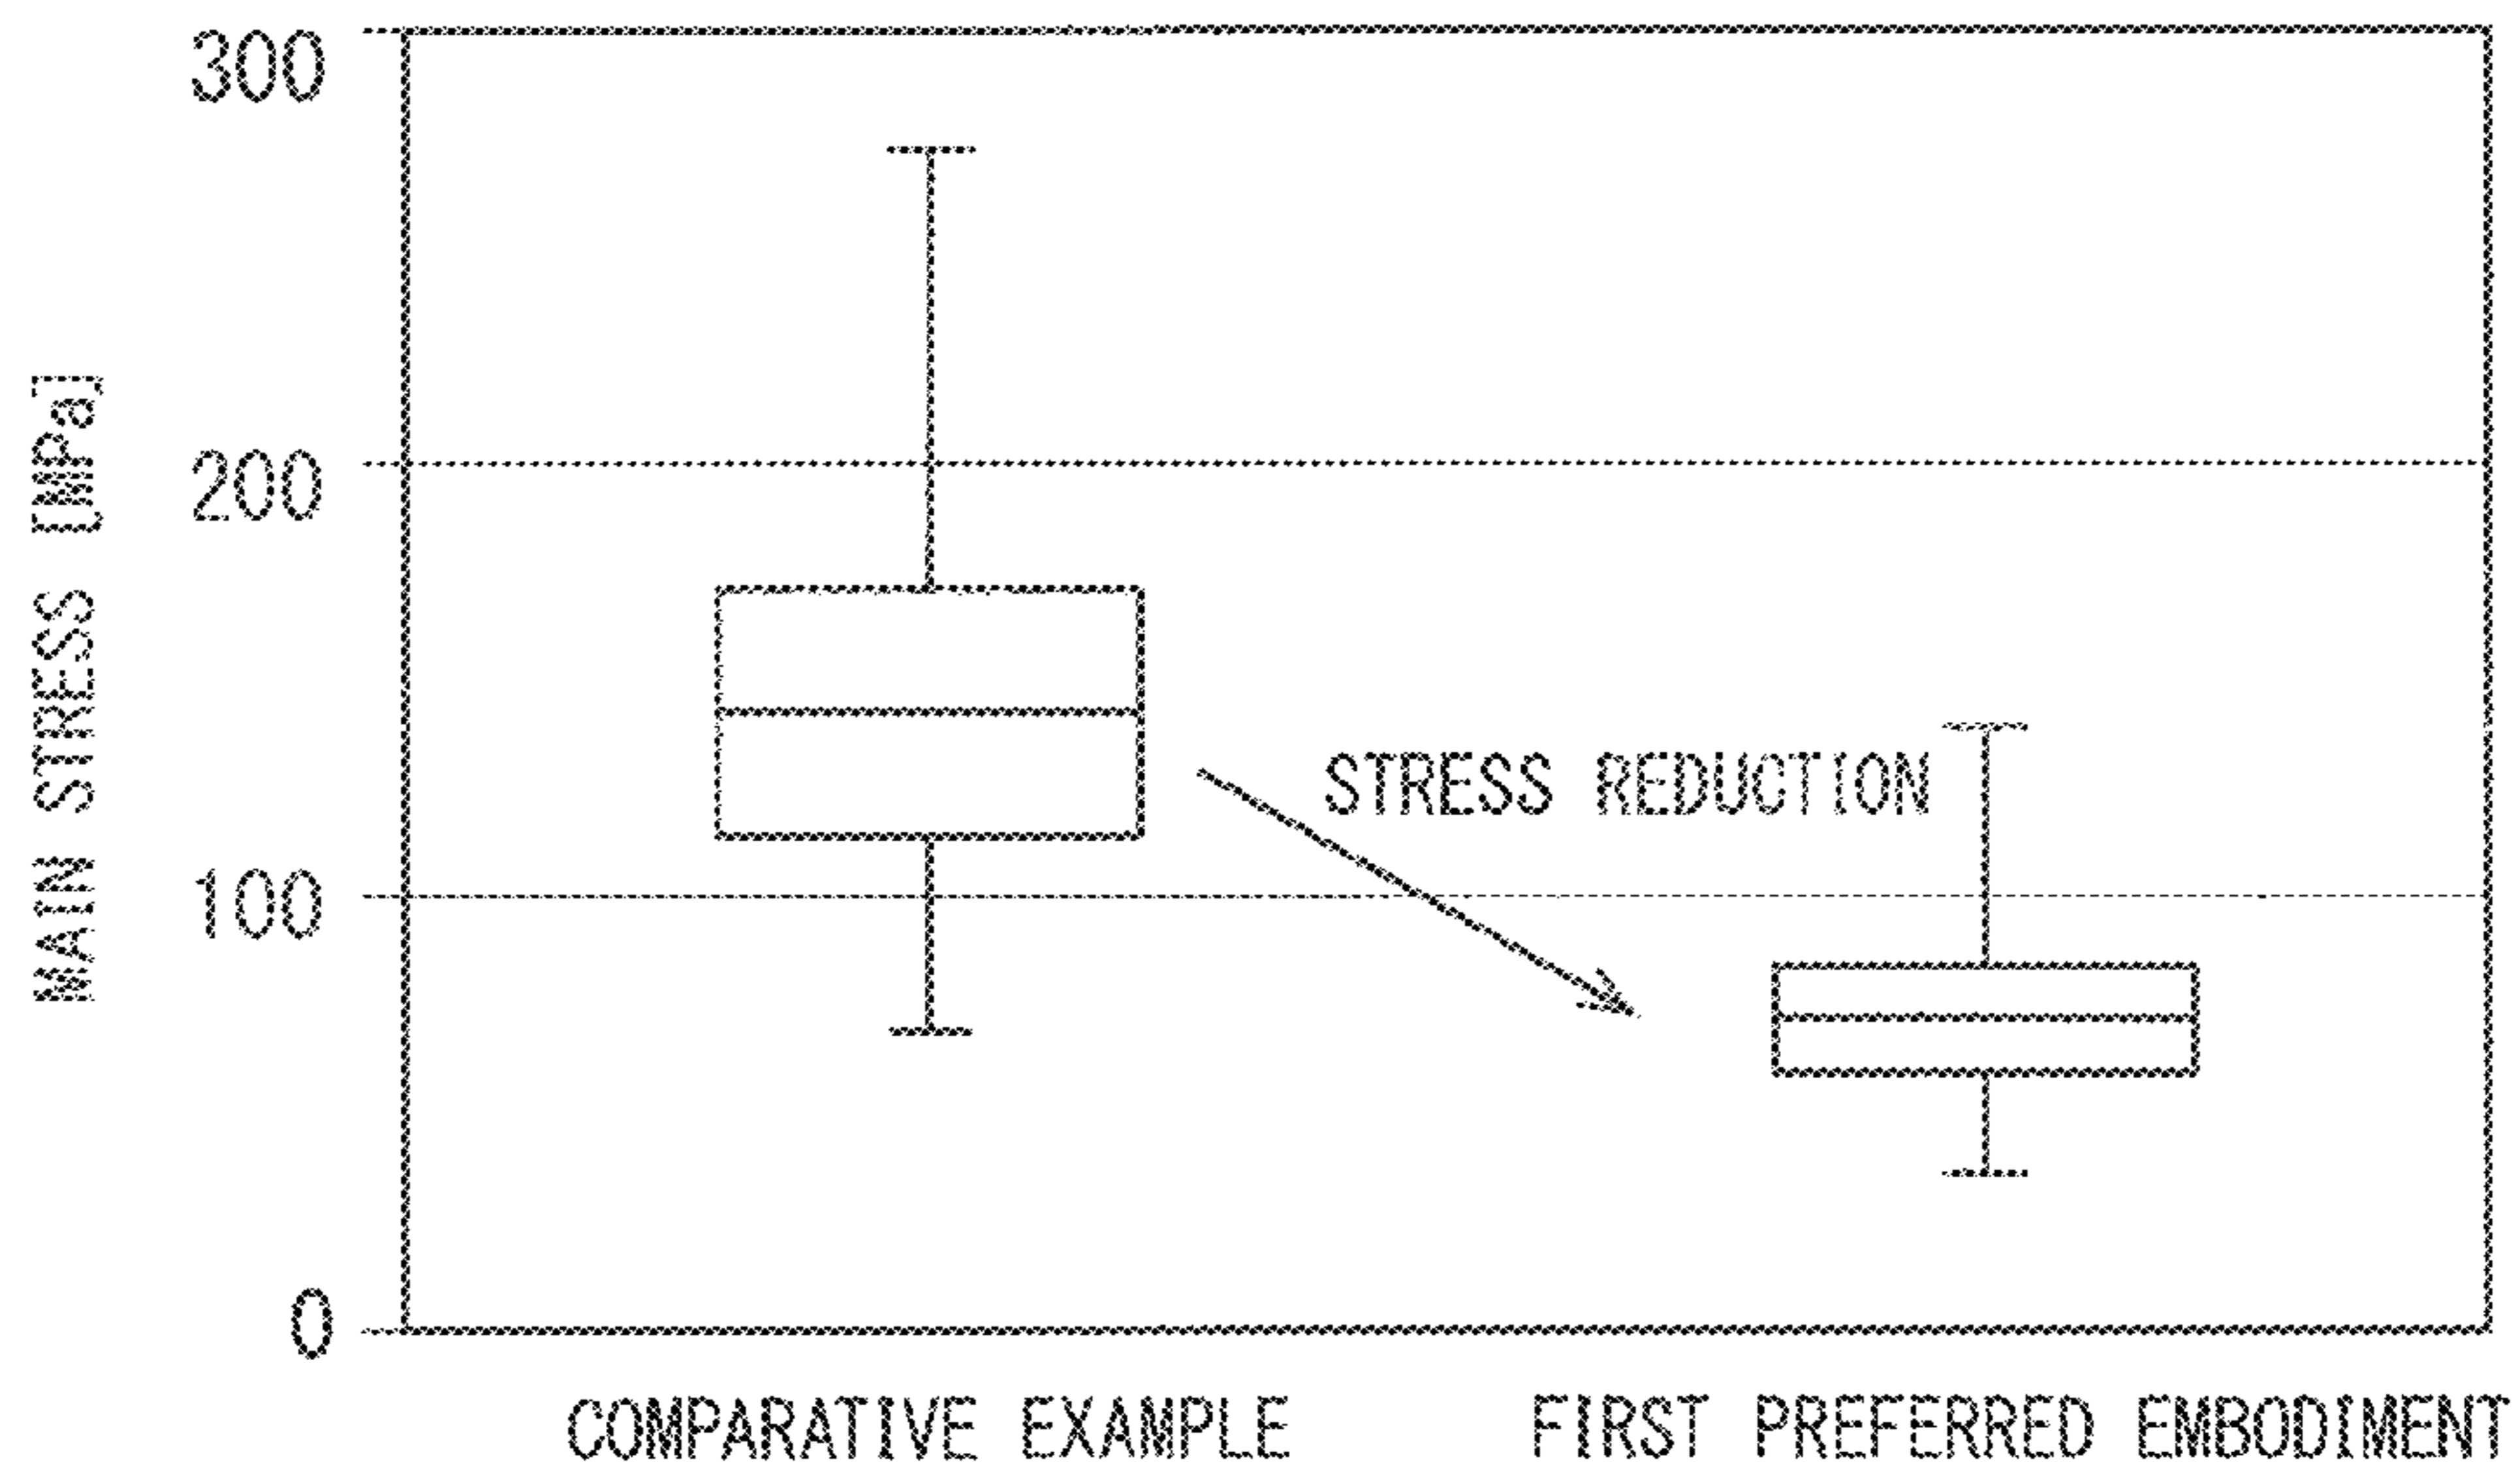 MAIN STRESS [MPa]
300
200
100
0
STRESS REDUCTION
COMPARATIVE EXAMPLE
FIRST PREFERRED EMBODIMENT